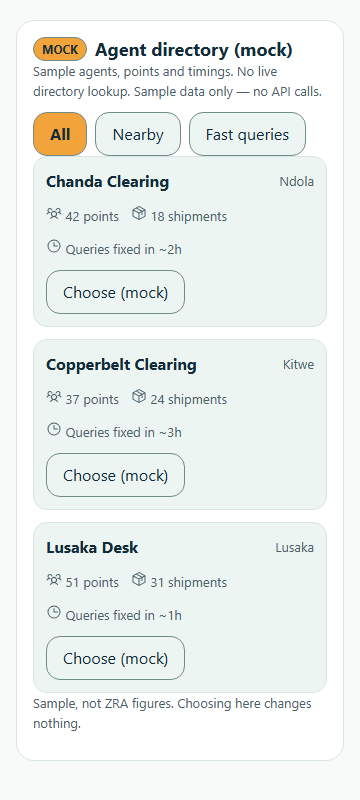 MOCK Agent directory (mock)
Sample agents, points and timings. No live
directory lookup. Sample data only — no API calls.
All Nearby Fast queries
Chanda Clearing Ndola
42 points 18 shipments
Queries fixed in ~2h
Choose (mock)
Copperbelt Clearing Kitwe
37 points 24 shipments
Queries fixed in ~3h
Choose (mock)
Lusaka Desk Lusaka
51 points 31 shipments
Queries fixed in ~1h
Choose (mock)
Sample, not ZRA figures. Choosing here changes
nothing.